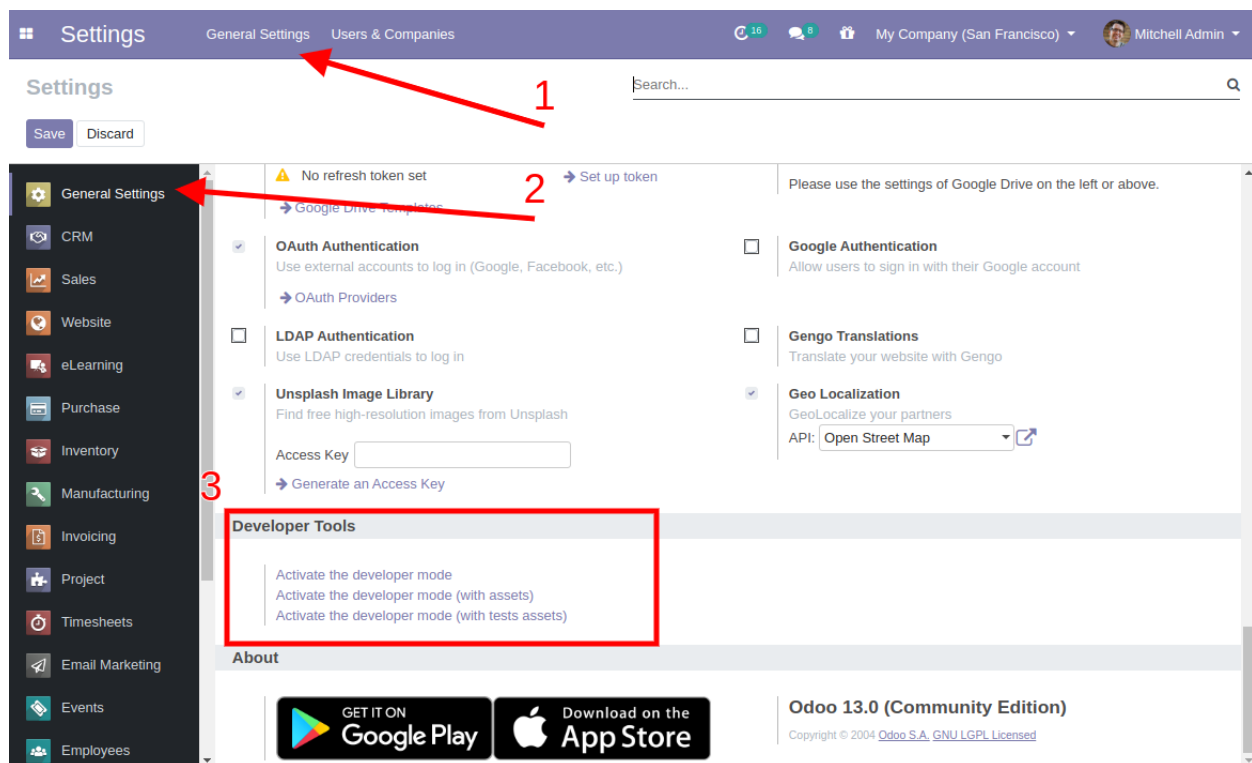 Settings General Settings Users & Companies 16 8 My Company (San Francisco) Mitchell Admin
Settings
Search...
1
Save Discard
General Settings
CRM
Sales
Website
eLearning
Purchase
Inventory
Manufacturing
Invoicing
Project
Timesheets
Email Marketing
Events
Employees
2
No refresh token set
Set up token
Google Drive Templates
Please use the settings of Google Drive on the left or above.
OAuth Authentication
Use external accounts to log in (Google, Facebook, etc.)
OAuth Providers
Google Authentication
Allow users to sign in with their Google account
LDAP Authentication
Use LDAP credentials to log in
Gengo Translations
Translate your website with Gengo
Unsplash Image Library
Find free high-resolution images from Unsplash
Access Key
Generate an Access Key
Geo Localization
GeoLocalize your partners
API: Open Street Map
3
Developer Tools
Activate the developer mode
Activate the developer mode (with assets)
Activate the developer mode (with tests assets)
About
GET IT ON
Google Play
Download on the
App Store
Odoo 13.0 (Community Edition)
Copyright © 2004 Odoo S.A. GNU LGPL Licensed